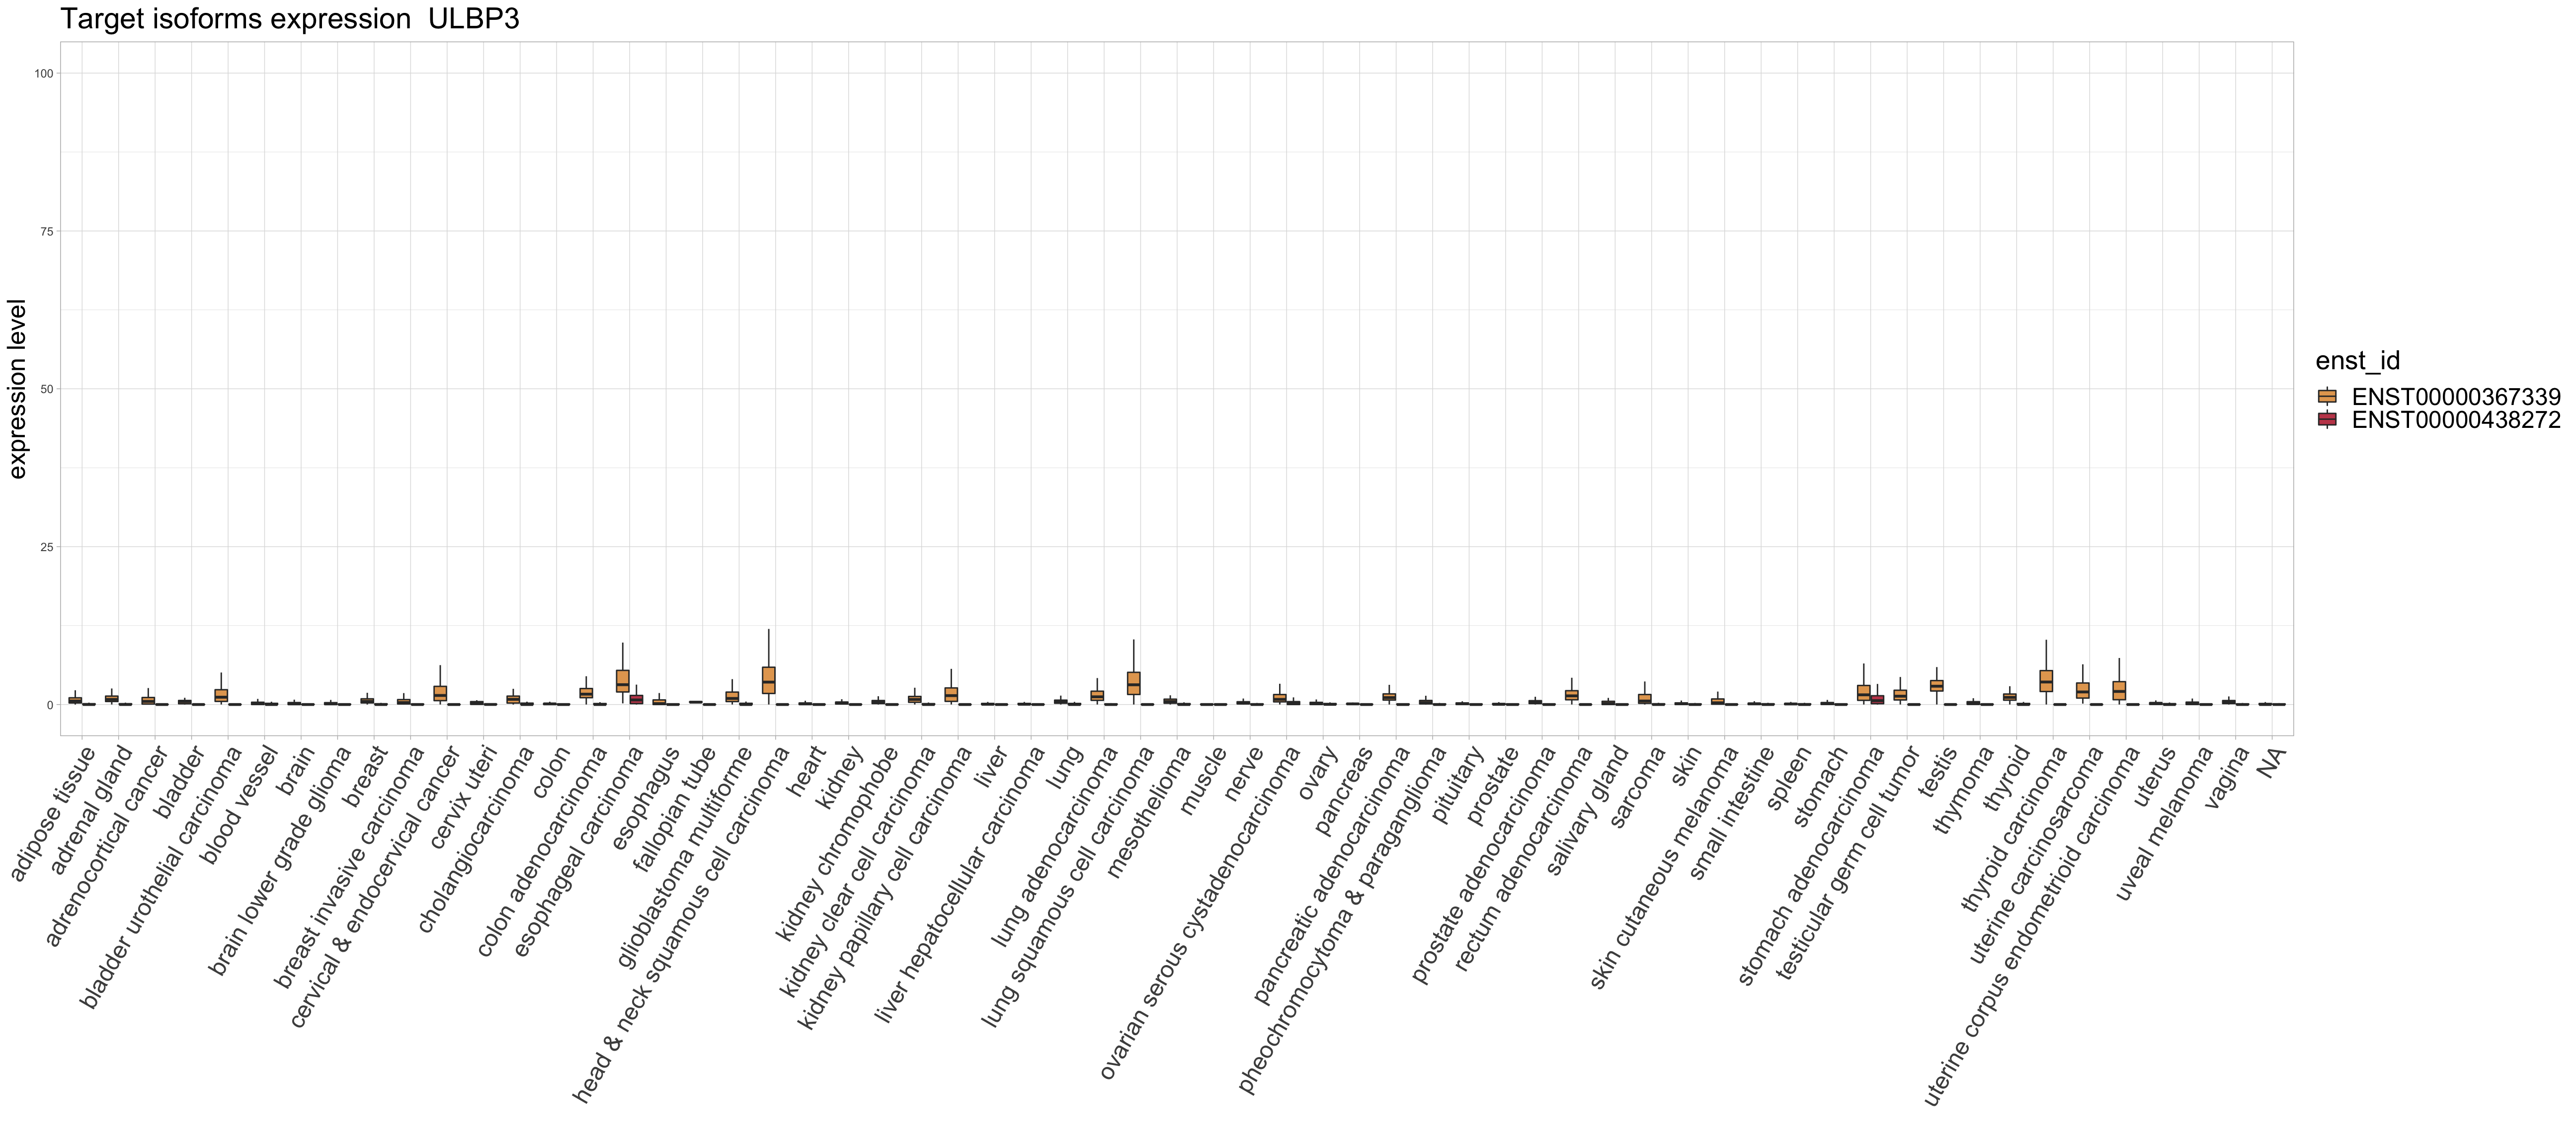 Target isoforms expression  ULBP3
expression level
100
75
50
25
0
adipose tissue
adrenal gland
adrenocortical cancer
bladder
bladder urothelial carcinoma
blood vessel
brain
brain lower grade glioma
breast
breast invasive carcinoma
cervical & endocervical cancer
cervix uteri
cholangiocarcinoma
colon
colon adenocarcinoma
esophageal carcinoma
esophagus
fallopian tube
glioblastoma multiforme
head & neck squamous cell carcinoma
heart
kidney
kidney chromophobe
kidney clear cell carcinoma
kidney papillary cell carcinoma
liver
liver hepatocellular carcinoma
lung
lung adenocarcinoma
lung squamous cell carcinoma
mesothelioma
muscle
nerve
ovarian serous cystadenocarcinoma
ovary
pancreas
pancreatic adenocarcinoma
pheochromocytoma & paraganglioma
pituitary
prostate
prostate adenocarcinoma
rectum adenocarcinoma
salivary gland
sarcoma
skin
skin cutaneous melanoma
small intestine
spleen
stomach
stomach adenocarcinoma
testicular germ cell tumor
testis
thymoma
thyroid
thyroid carcinoma
uterine carcinosarcoma
uterine corpus endometrioid carcinoma
uterus
uveal melanoma
vagina
NA
enst_id
ENST00000367339
ENST00000438272